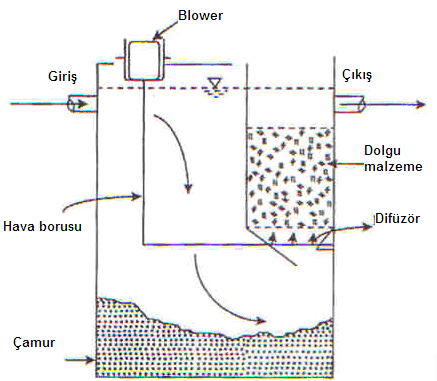 Blower
Giriş
Çıkış
Dolgu
malzeme
Hava borusu
Difüzör
Çamur